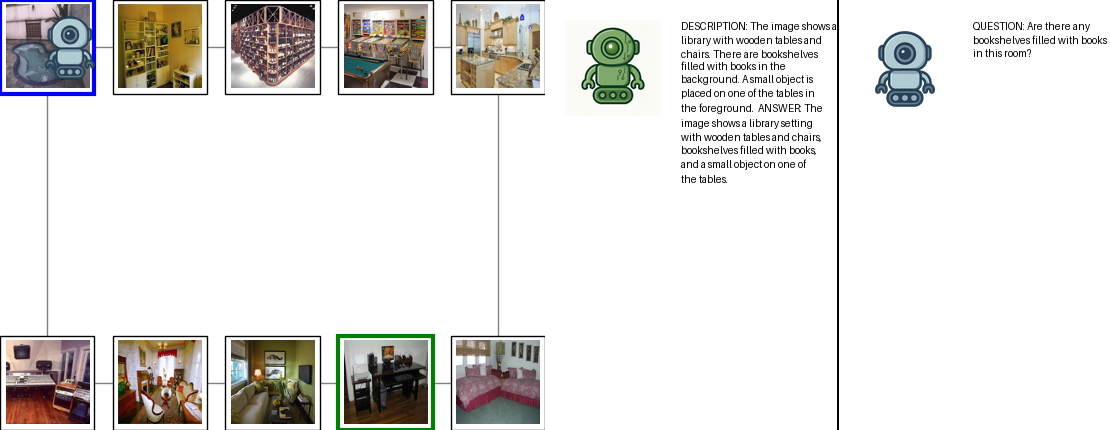 DESCRIPTION: The image shows a
library with wooden tables and
chairs. There are bookshelves
filled with books in the
background. A small object is
placed on one of the tables in
the foreground.  ANSWER: The
image shows a library setting
with wooden tables and chairs,
bookshelves filled with books,
and a small object on one of
the tables.
QUESTION: Are there any
bookshelves filled with books
in this room?